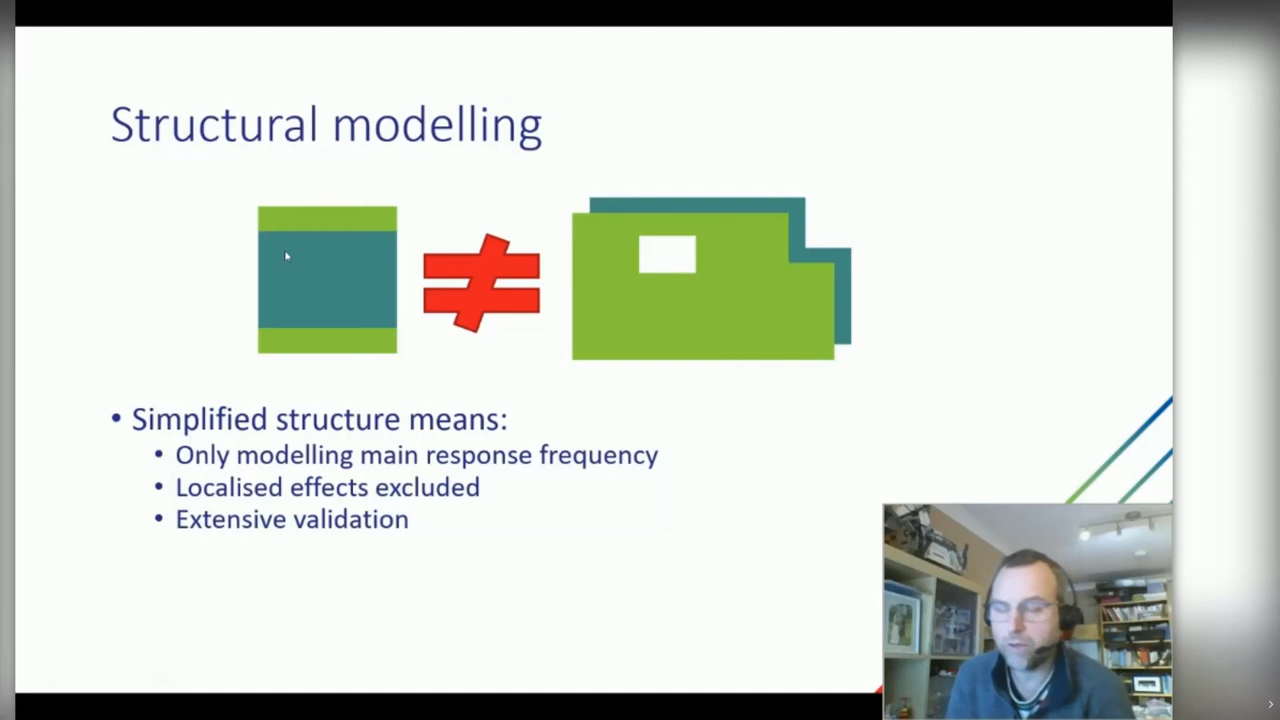 Structural modelling
• Simplified structure means:
• Only modelling main response frequency
• Localised effects excluded
• Extensive validation